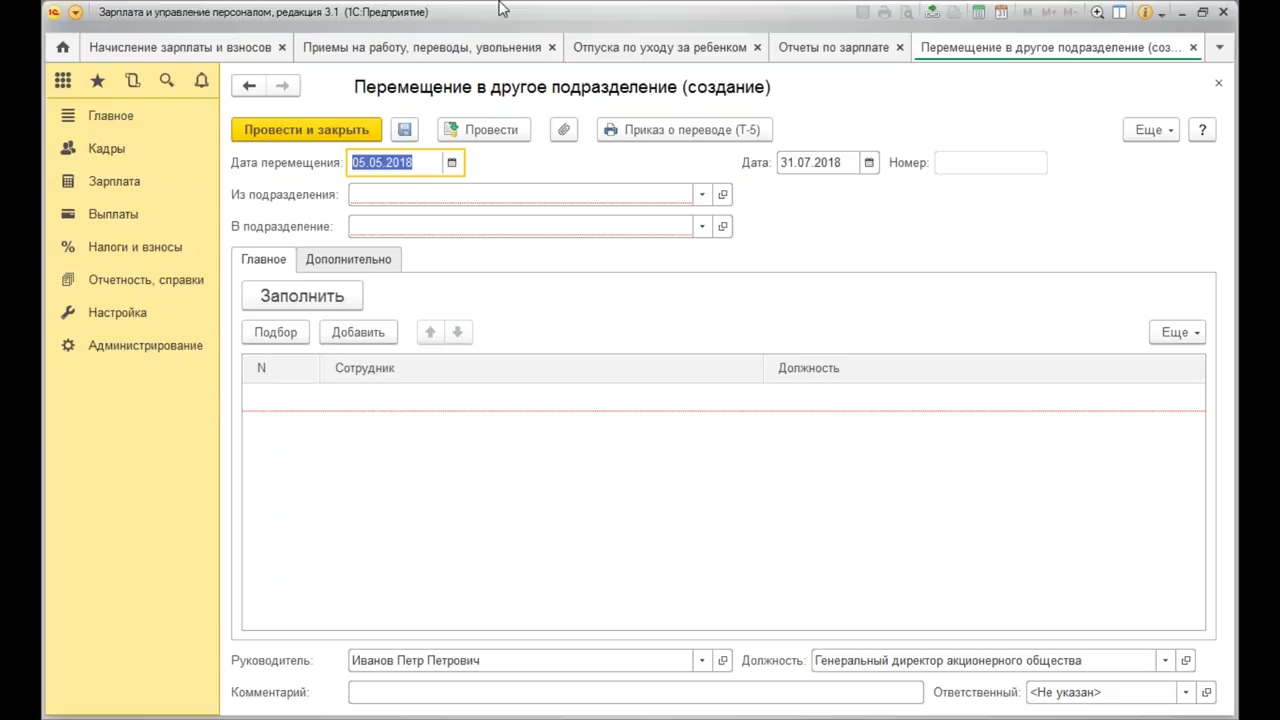 Зарплата и управление персоналом, редакция 3.1 (1С:Предприятие)
M M+ M-
Начисление зарплаты и взносов
Приемы на работу, переводы, увольнения
Отпуска по уходу за ребенком
Отчеты по зарплате
Перемещение в другое подразделение (соз...
Главное
Кадры
Зарплата
Выплаты
Налоги и взносы
Отчетность, справки
Настройка
Администрирование
Перемещение в другое подразделение (создание)
Провести и закрыть
Провести
Приказ о переводе (Т-5)
Еще
?
Дата перемещения: 05.05.2018
Дата: 31.07.2018
Номер:
Из подразделения:
В подразделение:
Главное
Дополнительно
Заполнить
Подбор
Добавить
Еще
N
Сотрудник
Должность
Руководитель: Иванов Петр Петрович
Должность: Генеральный директор акционерного общества
Комментарий:
Ответственный: <Не указан>